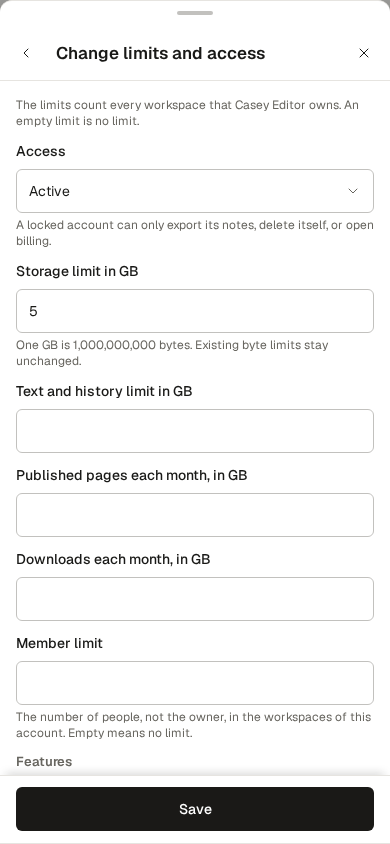 Change limits and access
The limits count every workspace that Casey Editor owns. An
empty limit is no limit.
Access
Active
A locked account can only export its notes, delete itself, or open
billing.
Storage limit in GB
5
One GB is 1,000,000,000 bytes. Existing byte limits stay
unchanged.
Text and history limit in GB
Published pages each month, in GB
Downloads each month, in GB
Member limit
The number of people, not the owner, in the workspaces of this
account. Empty means no limit.
Features
Save